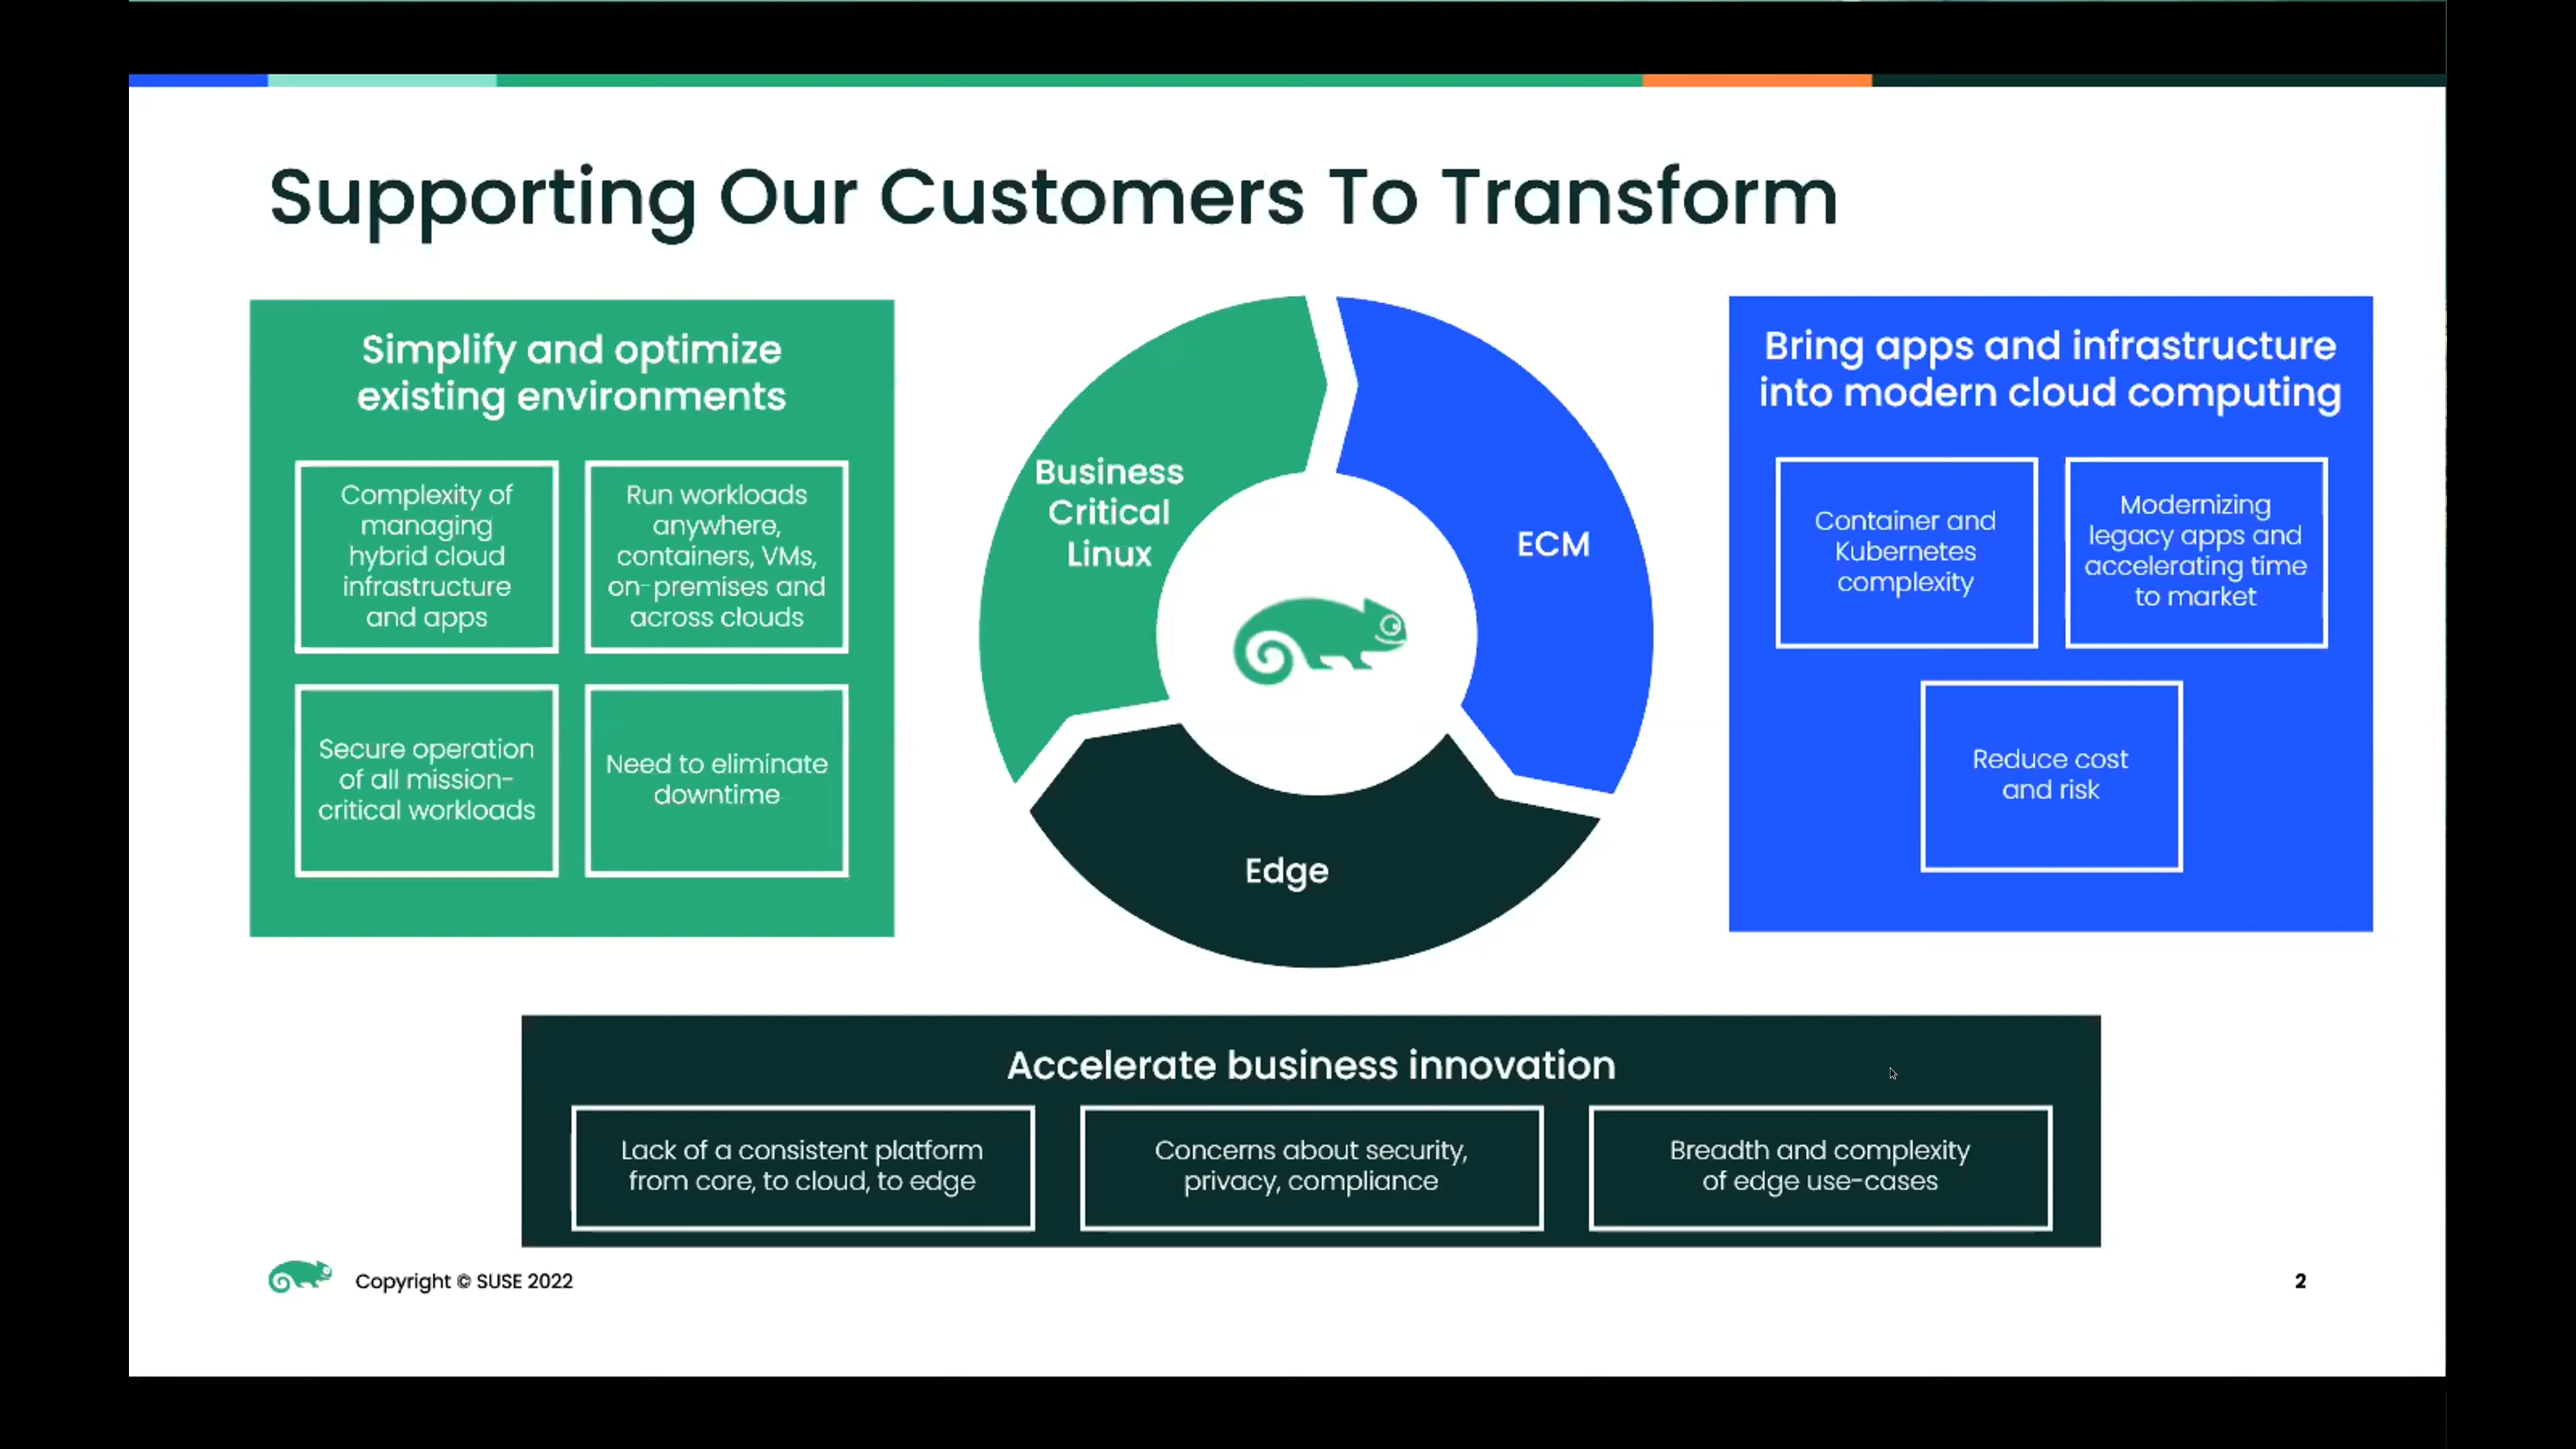 Supporting Our Customers To Transform
Simplify and optimize
existing environments
Complexity of
managing
hybrid cloud
infrastructure
and apps
Run workloads
anywhere,
containers, VMs,
on-premises and
across clouds
Secure operation
of all mission-
critical workloads
Need to eliminate
downtime
Business
Critical
Linux
ECM
Edge
Bring apps and infrastructure
into modern cloud computing
Container and
Kubernetes
complexity
Modernizing
legacy apps and
accelerating time
to market
Reduce cost
and risk
Accelerate business innovation
Lack of a consistent platform
from core, to cloud, to edge
Concerns about security,
privacy, compliance
Breadth and complexity
of edge use-cases
Copyright © SUSE 2022
2